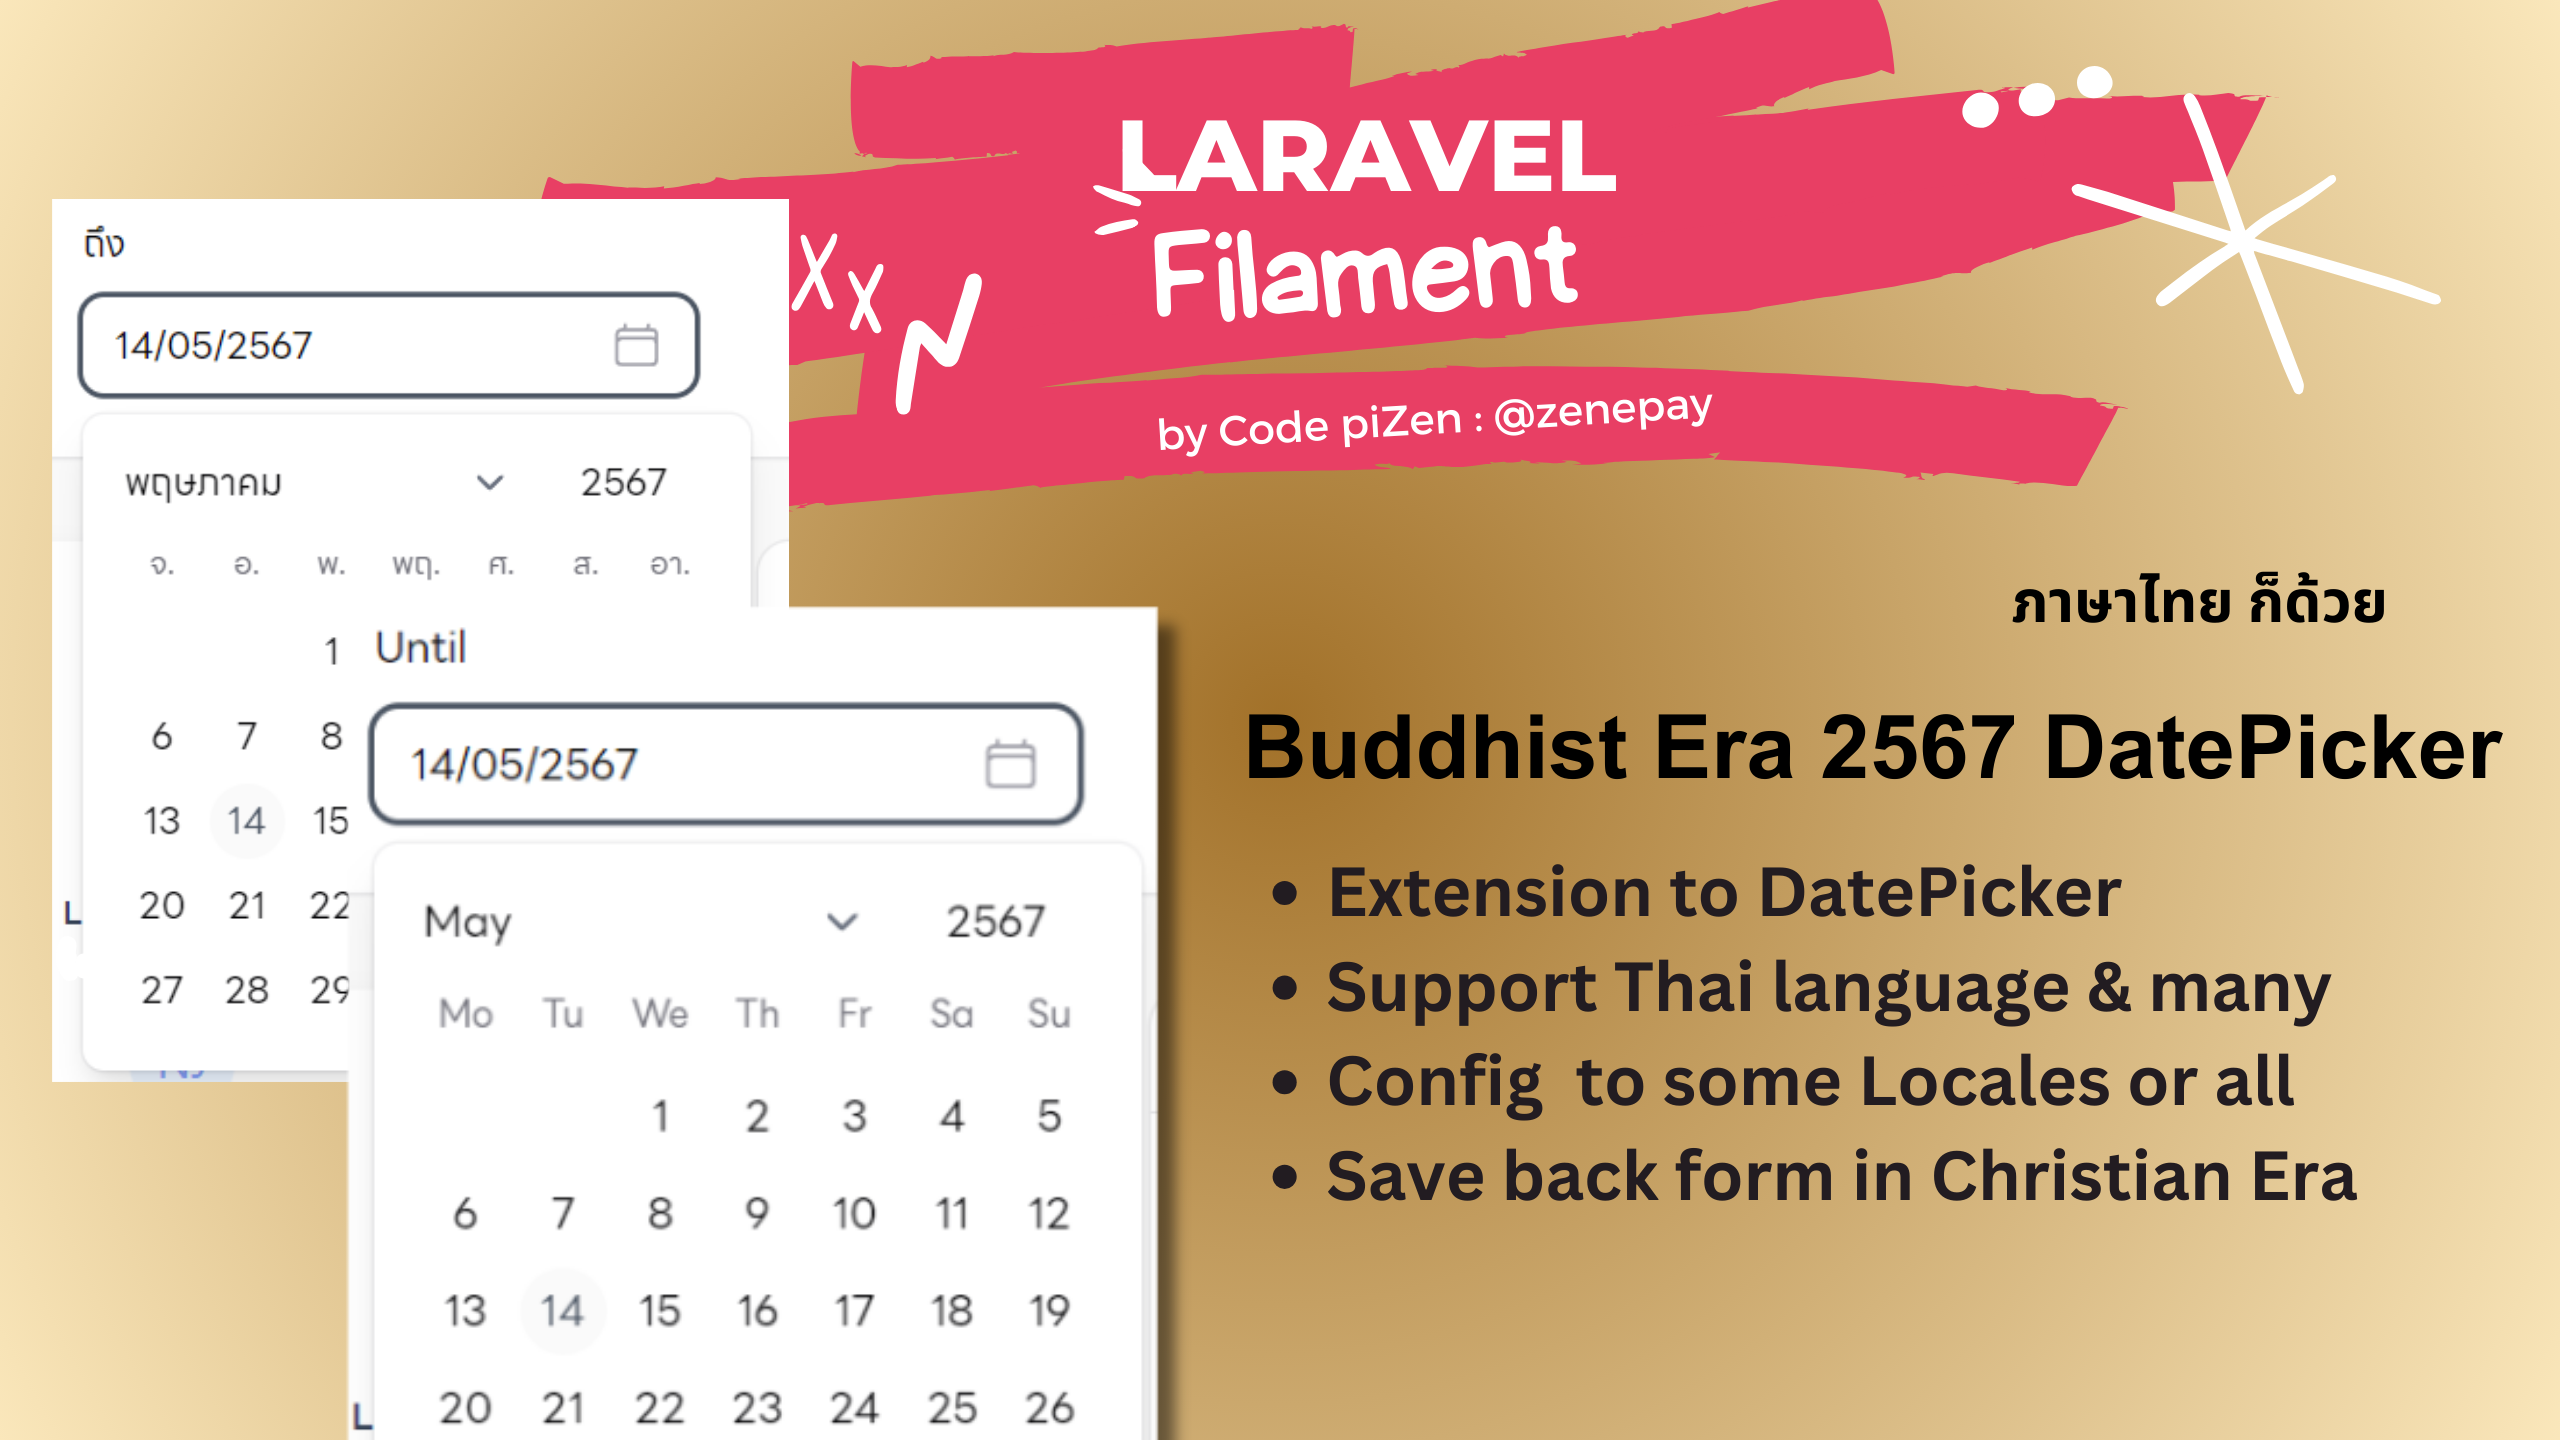 LARAVEL
Filament
by Code piZen : @zenepay
ถึง
14/05/2567
พฤษภาคม 2567
จ. อ. พ. พฤ. ศ. ส. อา.
1
6 7 8
13 14 15
20 21 22
27 28 29
L
Until
14/05/2567
May 2567
Mo Tu We Th Fr Sa Su
1 2 3 4 5
6 7 8 9 10 11 12
13 14 15 16 17 18 19
20 21 22 23 24 25 26
L
ภาษาไทย ก็ด้วย
Buddhist Era 2567 DatePicker
• Extension to DatePicker
• Support Thai language & many
• Config to some Locales or all
• Save back form in Christian Era